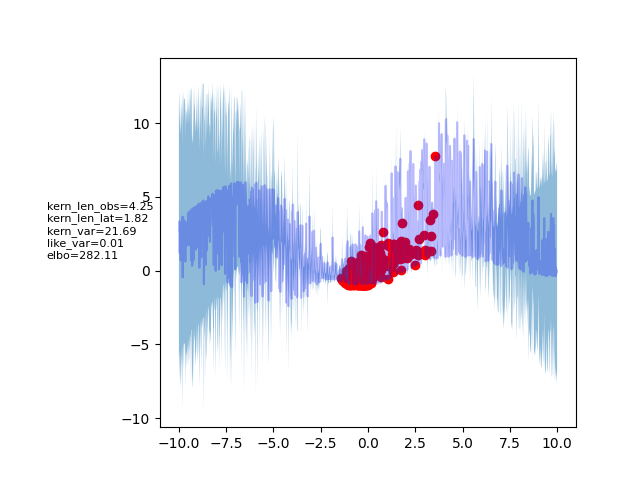 10
5
0
−5
−10
kern_len_obs=4.25
kern_len_lat=1.82
kern_var=21.69
like_var=0.01
elbo=282.11
−10.0 −7.5 −5.0 −2.5 0.0 2.5 5.0 7.5 10.0